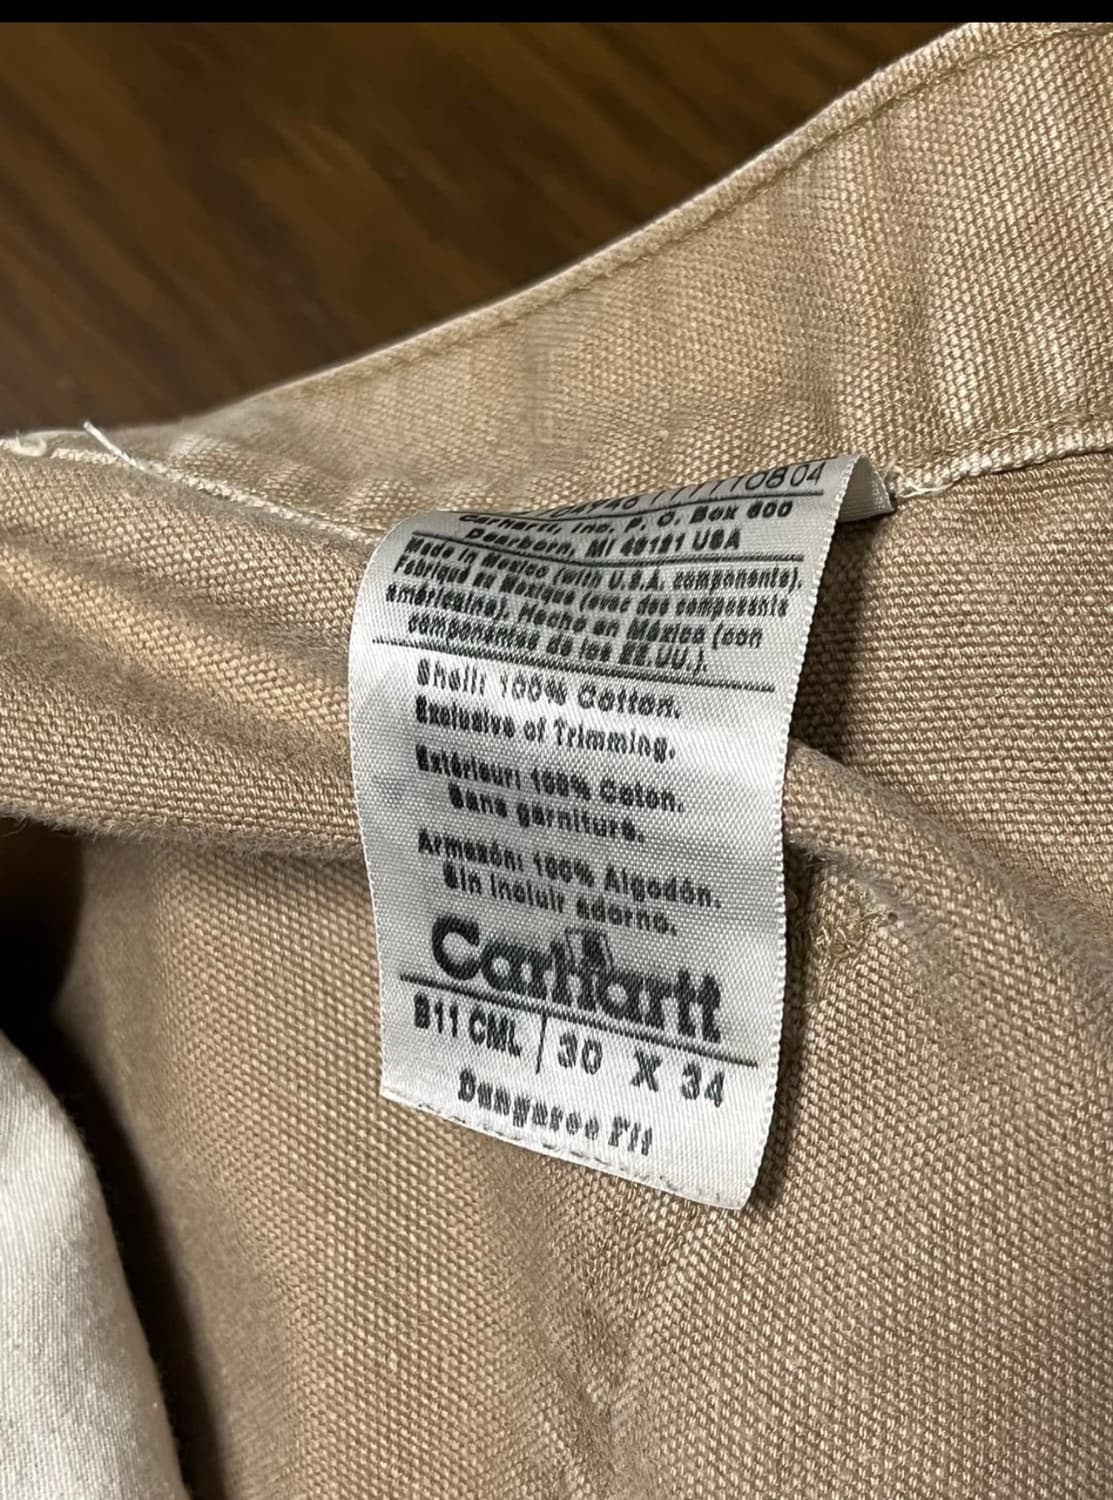 Carhartt, Inc. P. O. Box 600
Dearborn, MI 48121 USA
Made in Mexico (with U.S.A. components).
Fabriqué au Mexique (avec des composants
américains). Hecho en México (con
componentes de los EE.UU.).
Shell: 100% Cotton.
Exclusive of Trimming.
Extérieur: 100% Coton.
Sans garniture.
Armazón: 100% Algodón.
Sin incluir adorno.
Carhartt
B11 CML 30 X 34
Dungaree Fit